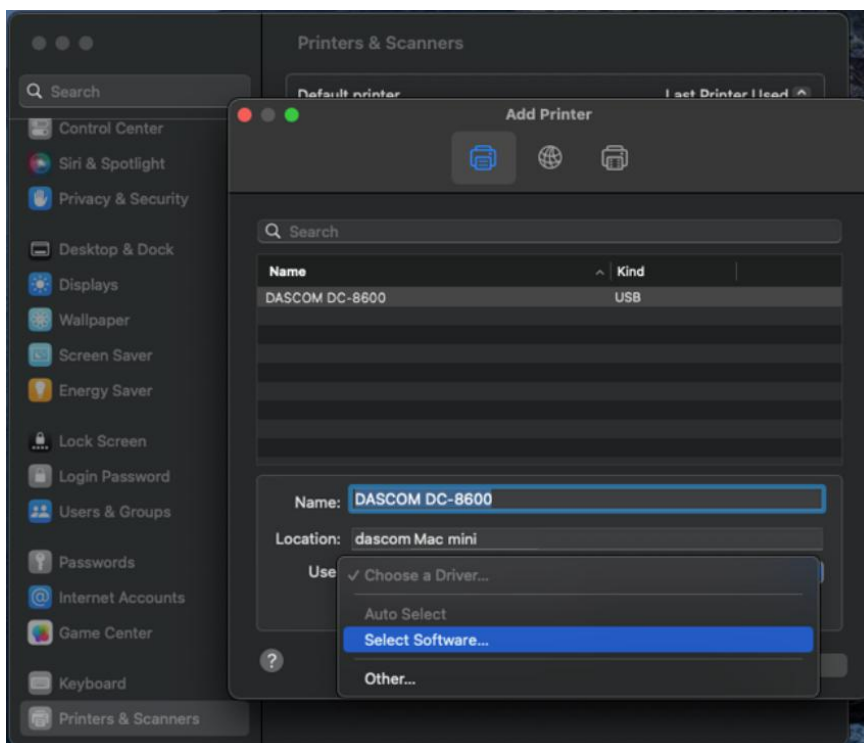 Printers & Scanners
Search
Default printer Last Printer Used
Control Center
Siri & Spotlight
Privacy & Security
Desktop & Dock
Displays
Wallpaper
Screen Saver
Energy Saver
Lock Screen
Login Password
Users & Groups
Passwords
Internet Accounts
Game Center
Keyboard
Printers & Scanners
Add Printer
Search
Name Kind
DASCOM DC-8600 USB
Name: DASCOM DC-8600
Location: dascom Mac mini
Use
✓ Choose a Driver...
Auto Select
Select Software...
Other...
?